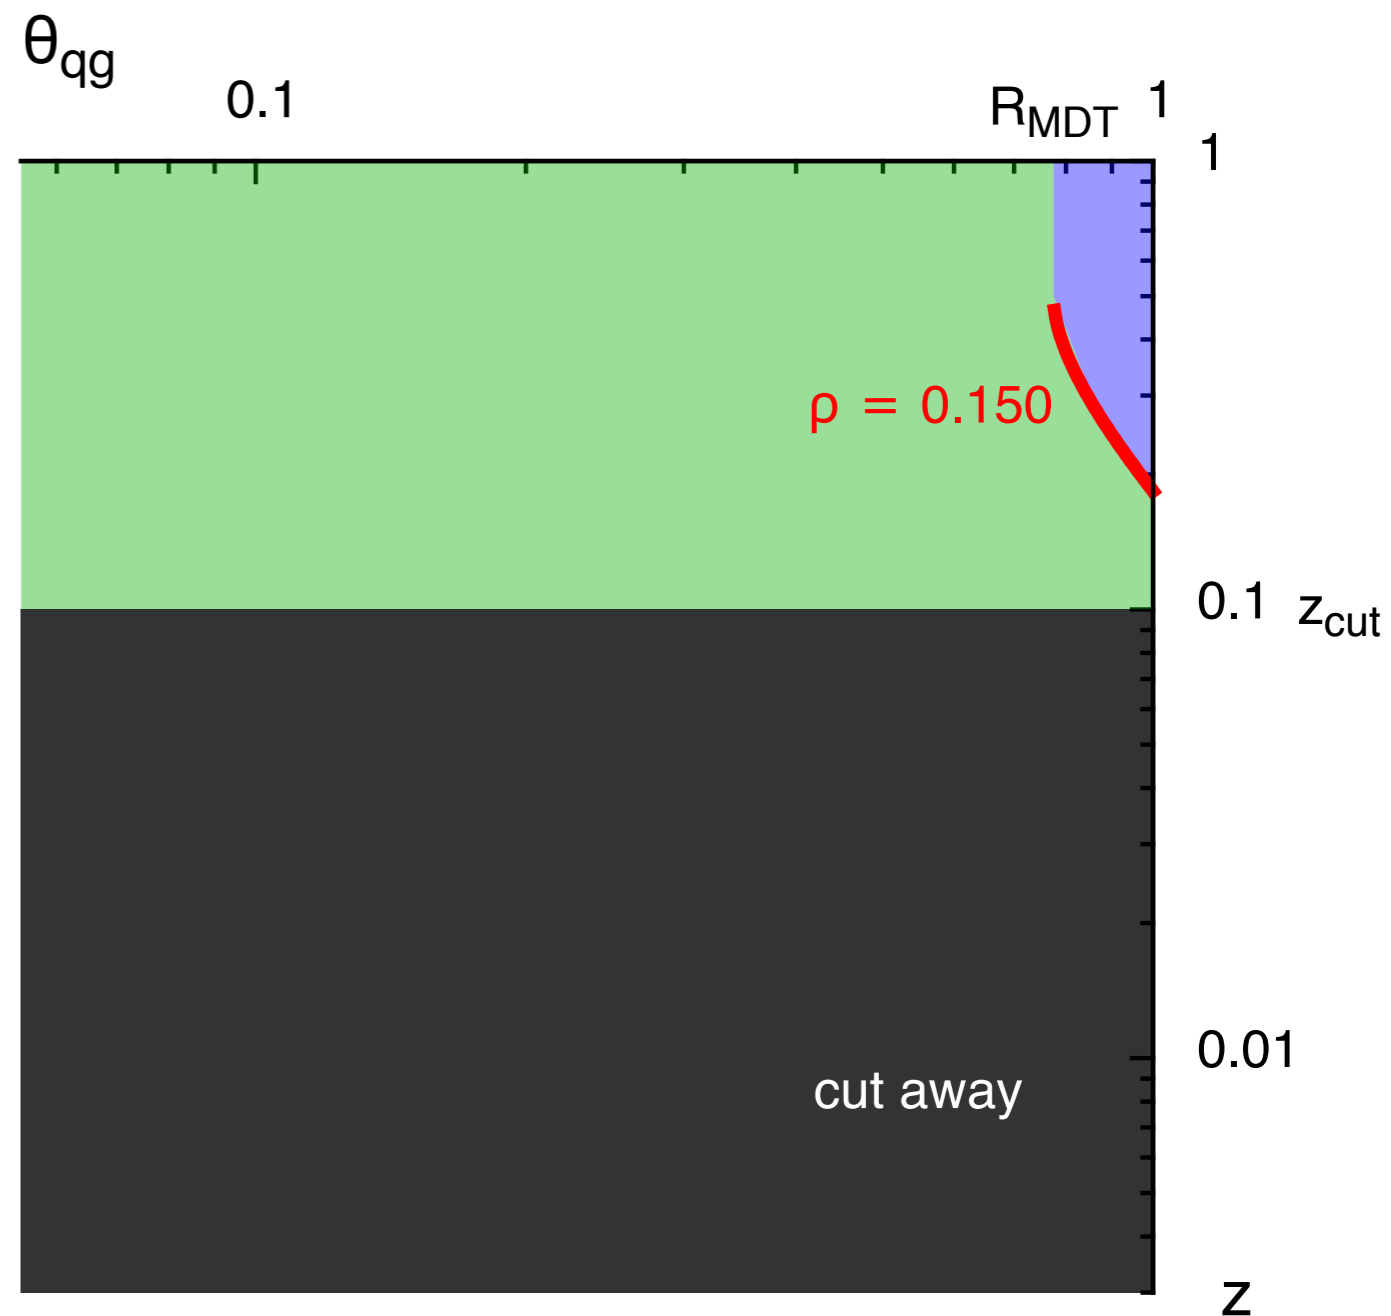 θqg
0.1
RMDT 1
1
ρ = 0.150
0.1 zcut
0.01
cut away
z